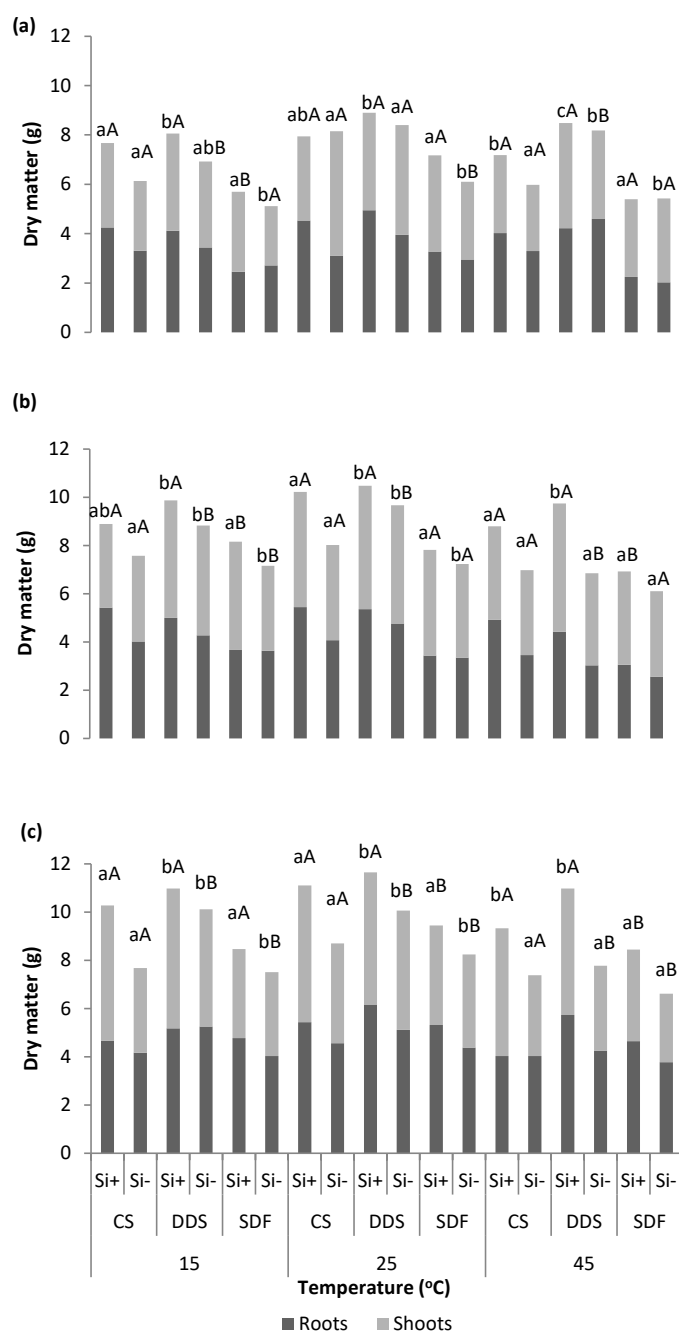 (a)
12
10
8
6
4
2
0
Dry matter (g)
aA aA bA abB aB bA abA aA bA aA aA bB bA aA cA bB aA bA
(b)
12
10
8
6
4
2
0
Dry matter (g)
abA aA bA bB aB bB aA aA bA bB aA bA aA aA bA aB aB aA
(c)
12
10
8
6
4
2
0
Dry matter (g)
aA aA bA bB aA bB aA aA bA bB aB bB bA aA bA aB aB aB
Si+ Si- Si+ Si- Si+ Si- Si+ Si- Si+ Si- Si+ Si- Si+ Si- Si+ Si- Si+ Si-
CS DDS SDF CS DDS SDF CS DDS SDF
15 25 45
Temperature (ºC)
Roots Shoots